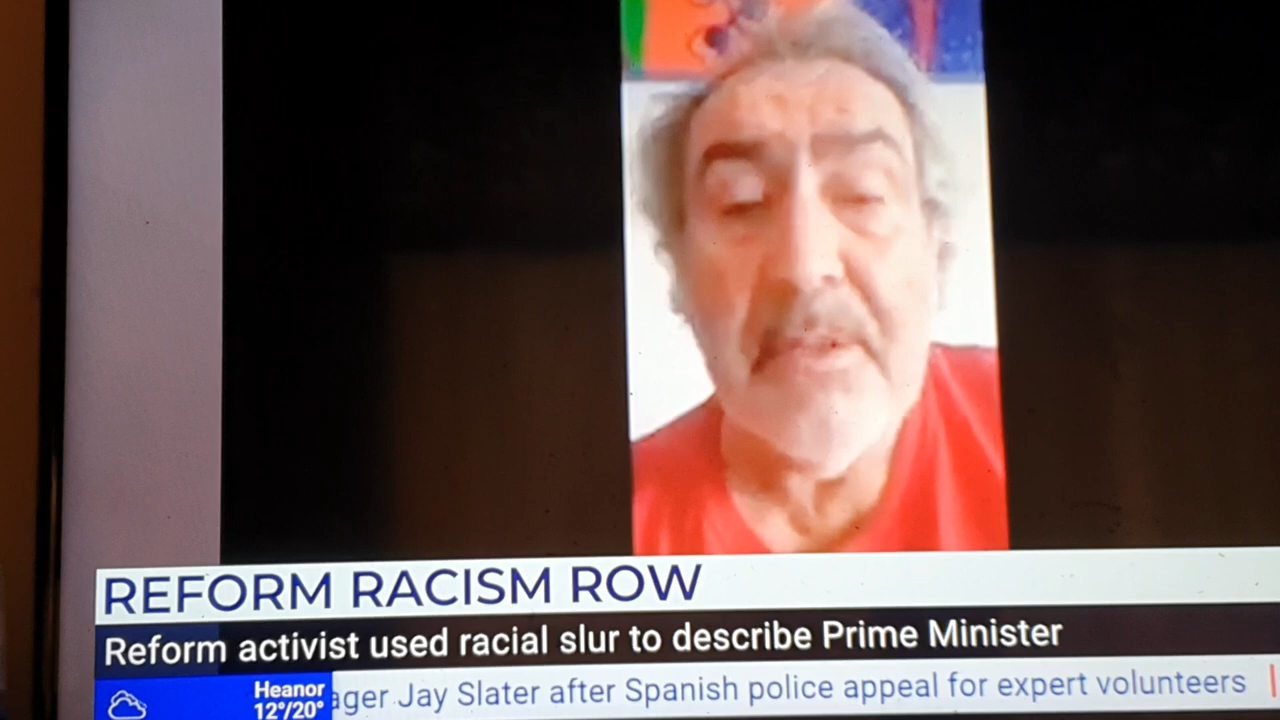 REFORM RACISM ROW
Reform activist used racial slur to describe Prime Minister
Heanor
12°/20°
ager Jay Slater after Spanish police appeal for expert volunteers